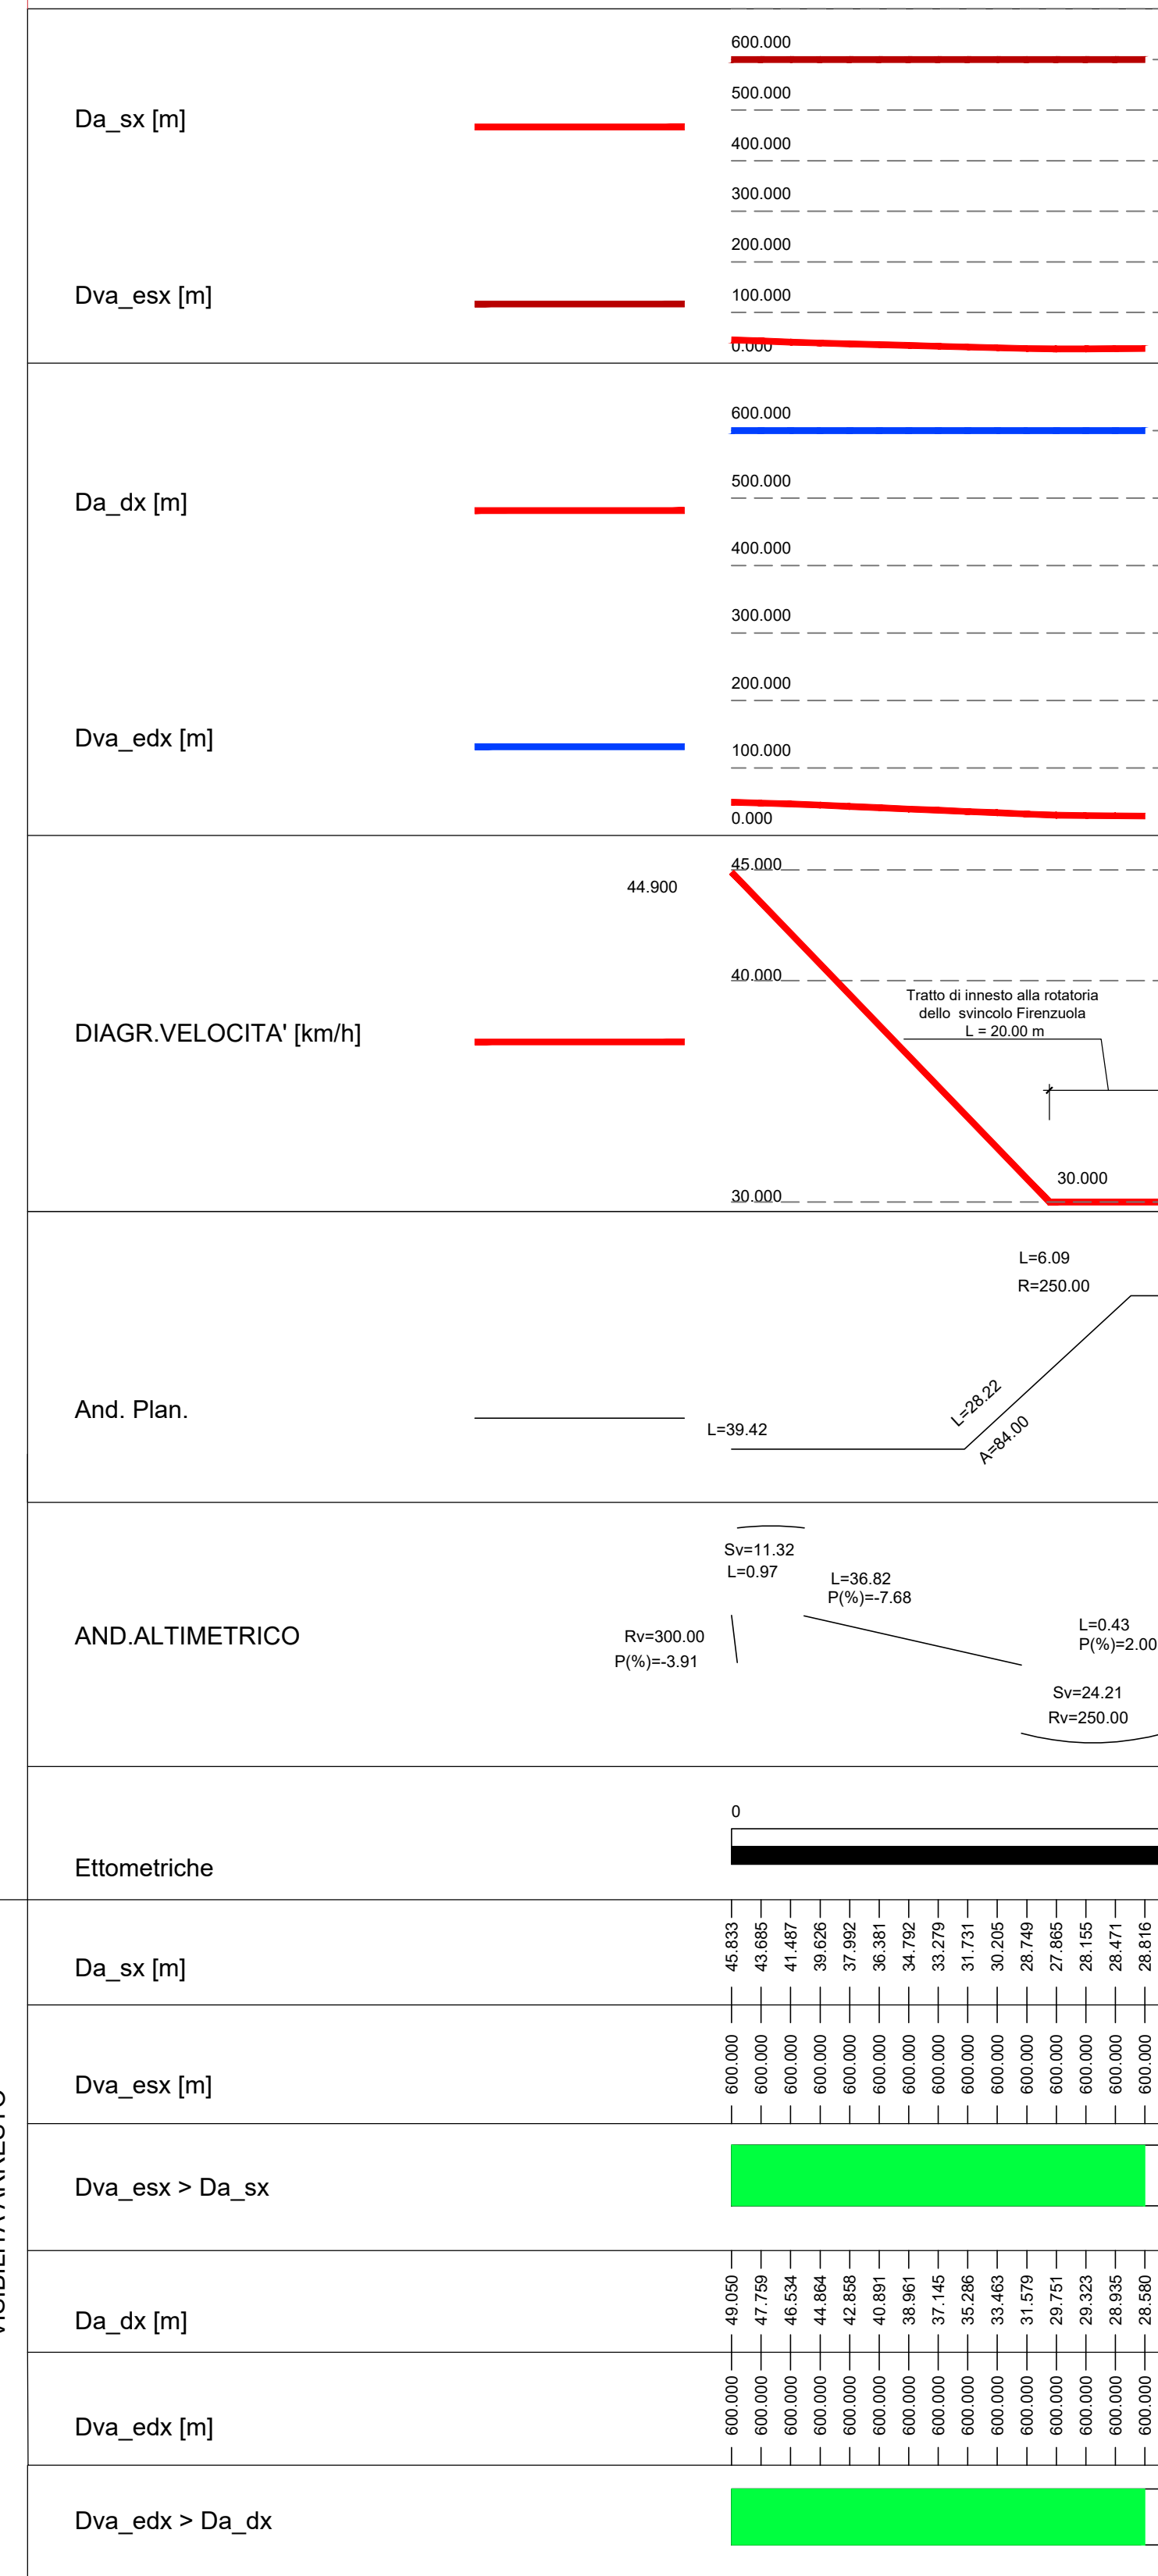 600.000
Da_sx [m]
500.000
400.000
300.000
200.000
Dva_esx [m]
100.000
0.000
600.000
Da_dx [m]
500.000
400.000
300.000
200.000
Dva_edx [m]
100.000
0.000
45.000
44.900
40.000
Tratto di innesto alla rotatoria
dello svincolo Firenzuola
L = 20.00 m
DIAGR.VELOCITA' [km/h]
30.000
30.000
L=6.09
R=250.00
And. Plan.
L=39.42
L=28.22
A=84.00
Sv=11.32
L=0.97
L=36.82
P(%)=-7.68
AND.ALTIMETRICO
Rv=300.00
P(%)=-3.91
L=0.43
P(%)=2.00
Sv=24.21
Rv=250.00
0
Ettometriche
Da_sx [m]
45.833 43.685 41.487 39.626 37.992 36.381 34.792 33.279 31.731 30.205 28.749 27.865 28.155 28.471 28.816
Dva_esx [m]
600.000 600.000 600.000 600.000 600.000 600.000 600.000 600.000 600.000 600.000 600.000 600.000 600.000 600.000 600.000
Dva_esx > Da_sx
Da_dx [m]
49.050 47.759 46.534 44.864 42.858 40.891 38.961 37.145 35.286 33.463 31.579 29.751 29.323 28.935 28.580
Dva_edx [m]
600.000 600.000 600.000 600.000 600.000 600.000 600.000 600.000 600.000 600.000 600.000 600.000 600.000 600.000 600.000
Dva_edx > Da_dx